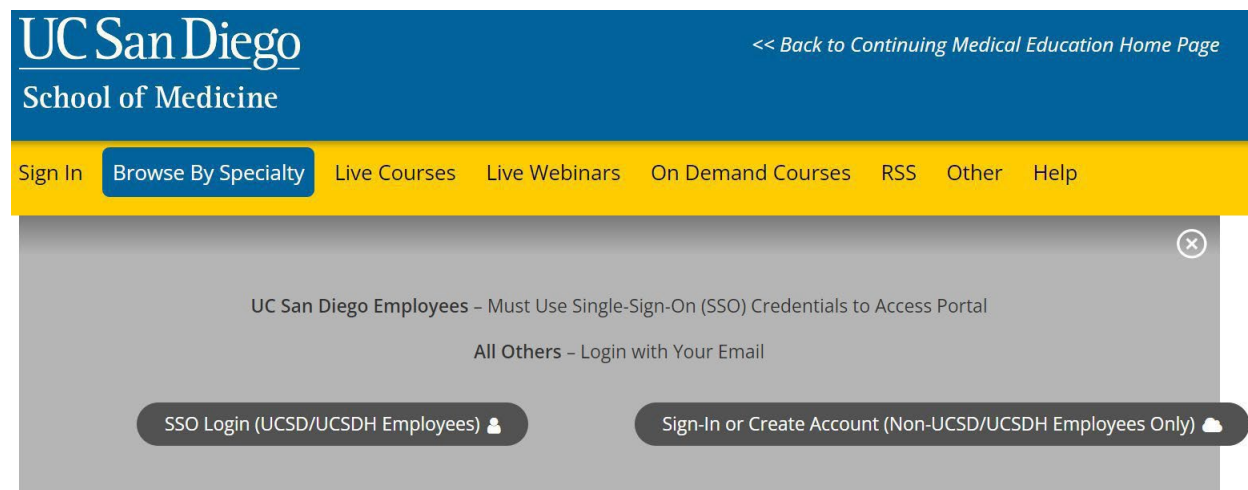 UC San Diego
School of Medicine
<< Back to Continuing Medical Education Home Page
Sign In Browse By Specialty Live Courses Live Webinars On Demand Courses RSS Other Help
UC San Diego Employees – Must Use Single-Sign-On (SSO) Credentials to Access Portal
All Others – Login with Your Email
SSO Login (UCSD/UCSDH Employees)
Sign-In or Create Account (Non-UCSD/UCSDH Employees Only)